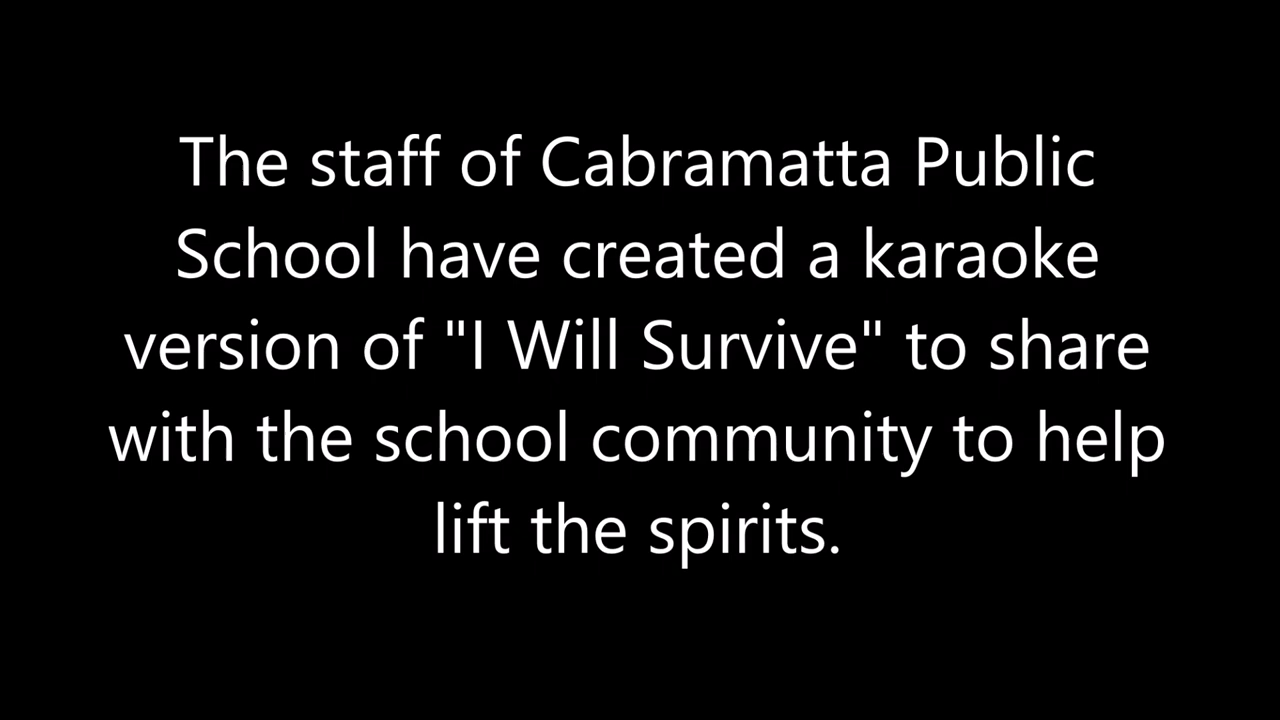 The staff of Cabramatta Public
School have created a karaoke
version of "I Will Survive" to share
with the school community to help
lift the spirits.